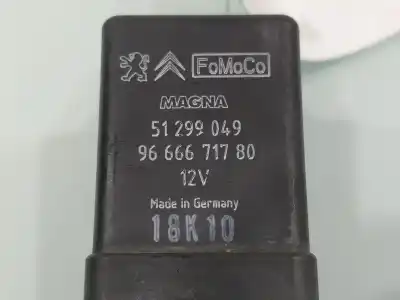 FoMoCo
MAGNA
51 299 049
96 666 717 80
12V
Made in Germany
18K10